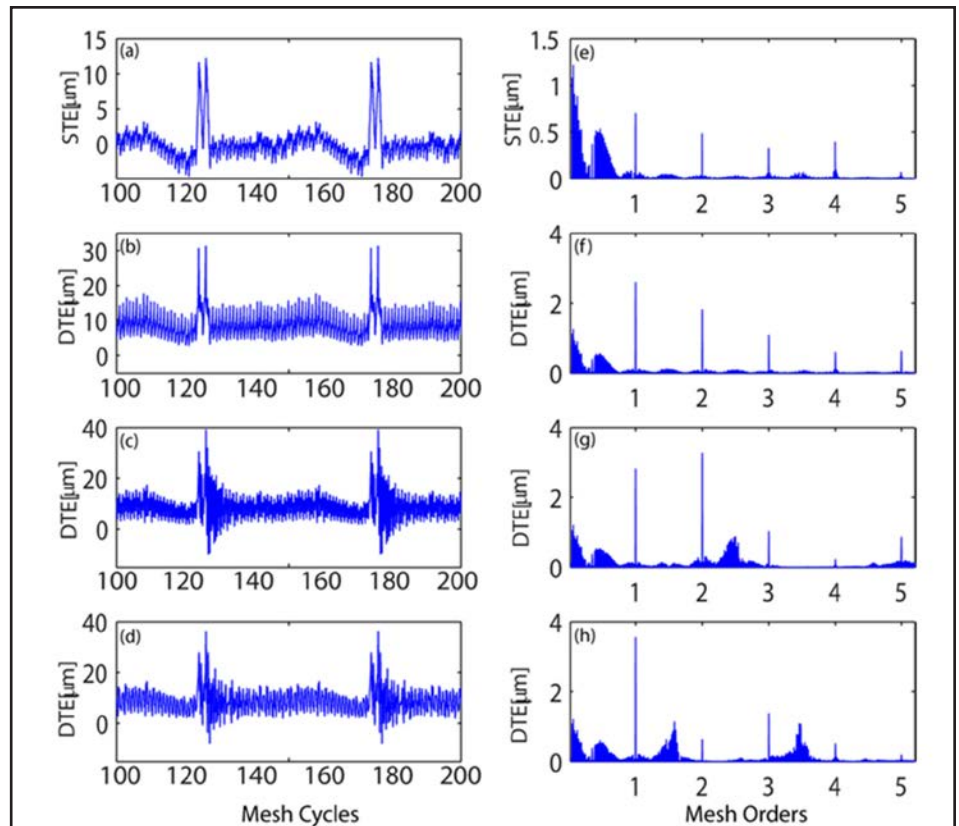 (a)
15
10
5
0
STE[μm]
100 120 140 160 180 200
(e)
1.5
1
0.5
0
STE[μm]
1 2 3 4 5
(b)
30
20
10
0
DTE[μm]
100 120 140 160 180 200
(f)
4
2
0
DTE[μm]
1 2 3 4 5
(c)
40
20
0
DTE[μm]
100 120 140 160 180 200
(g)
4
2
0
DTE[μm]
1 2 3 4 5
(d)
40
20
0
DTE[μm]
100 120 140 160 180 200
Mesh Cycles
(h)
4
2
0
DTE[μm]
1 2 3 4 5
Mesh Orders